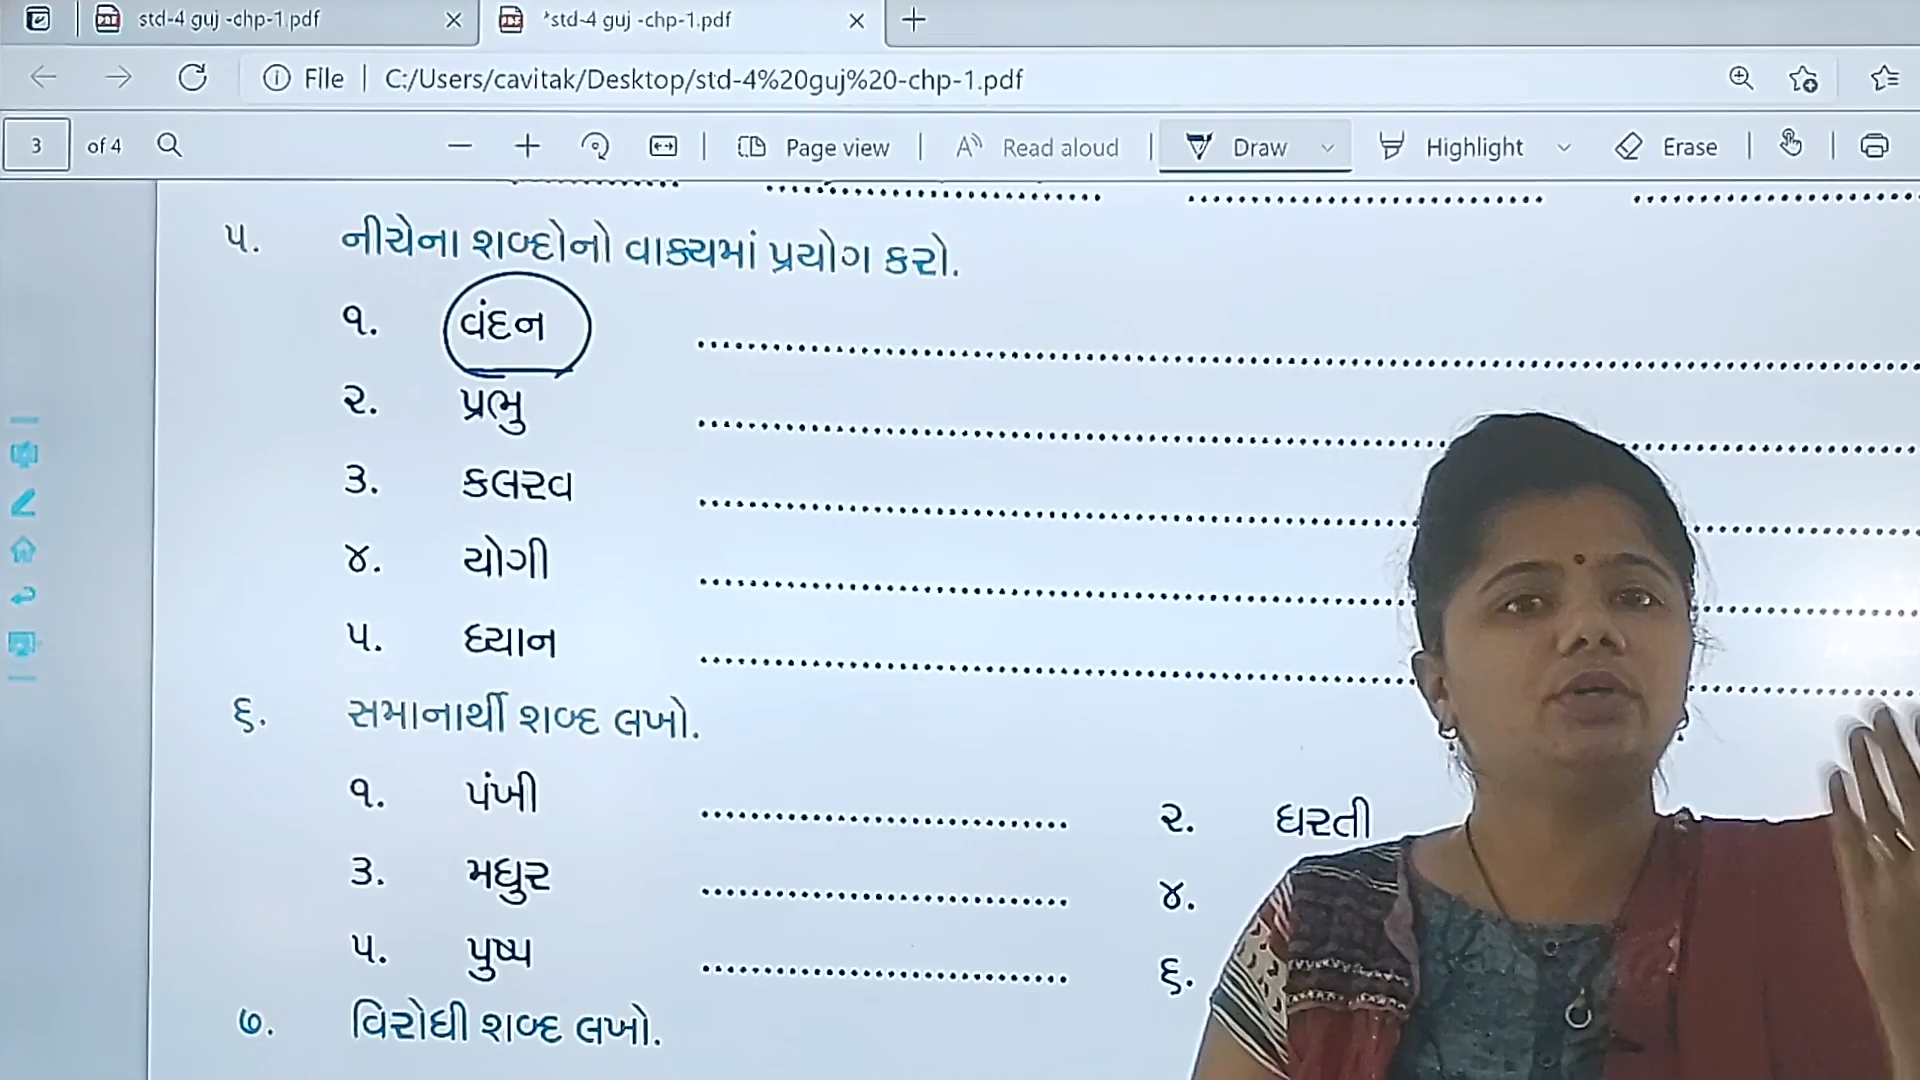 std-4 guj -chp-1.pdf
*std-4 guj -chp-1.pdf
File
C:/Users/cavitak/Desktop/std-4%20guj%20-chp-1.pdf
3 of 4
Page view
Read aloud
Draw
Highlight
Erase
૫. નીચેના શબ્દોનો વાક્યમાં પ્રયોગ કરો.
૧. વંદન
૨. પ્રભુ
૩. કલરવ
૪. યોગી
૫. ધ્યાન
૬. સમાનાર્થી શબ્દ લખો.
૧. પંખી
૨. ધરતી
૩. મધુર
૪.
૫. પુષ્પ
૬.
૭. વિરોધી શબ્દ લખો.